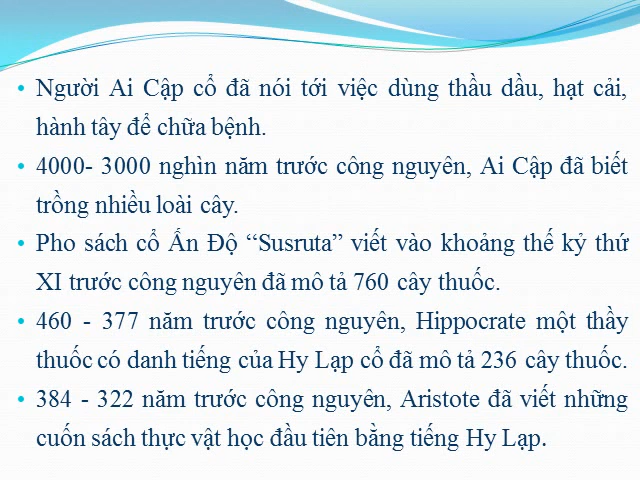 • Người Ai Cập cổ đã nói tới việc dùng thầu dầu, hạt cải,
hành tây để chữa bệnh.
• 4000- 3000 nghìn năm trước công nguyên, Ai Cập đã biết
trồng nhiều loài cây.
• Pho sách cổ Ấn Độ “Susruta” viết vào khoảng thế kỷ thứ
XI trước công nguyên đã mô tả 760 cây thuốc.
• 460 - 377 năm trước công nguyên, Hippocrate một thầy
thuốc có danh tiếng của Hy Lạp cổ đã mô tả 236 cây thuốc.
• 384 - 322 năm trước công nguyên, Aristote đã viết những
cuốn sách thực vật học đầu tiên bằng tiếng Hy Lạp.